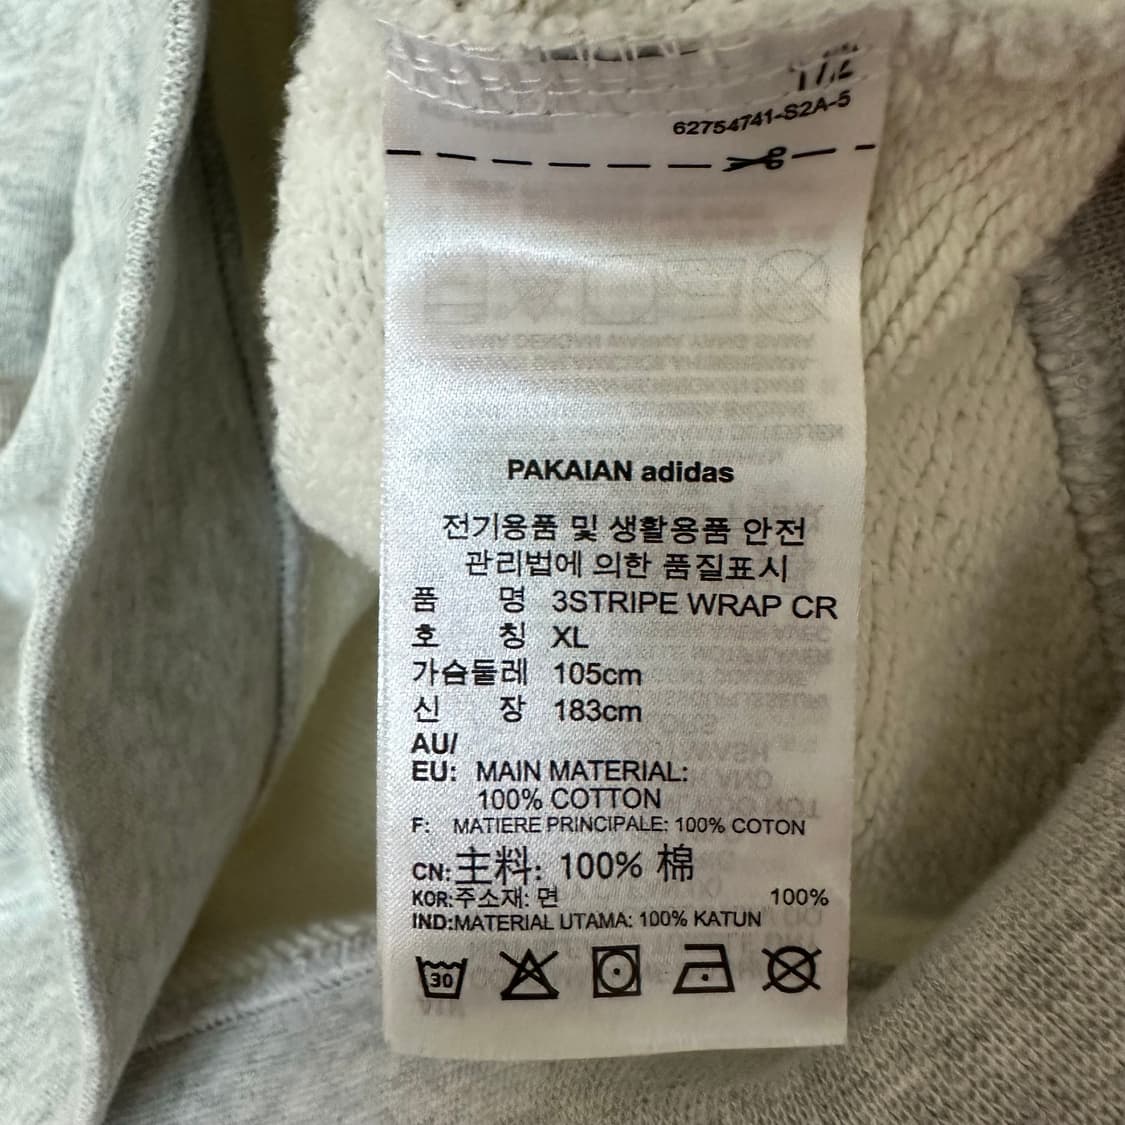 62754741-S2A-5
PAKAIAN adidas
전기용품 및 생활용품 안전
관리법에 의한 품질표시
품 명 3STRIPE WRAP CR
호 칭 XL
가슴둘레 105cm
신 장 183cm
AU/
EU: MAIN MATERIAL:
100% COTTON
F: MATIERE PRINCIPALE: 100% COTON
CN:主料: 100% 棉
KOR:주소재: 면 100%
IND:MATERIAL UTAMA: 100% KATUN
30